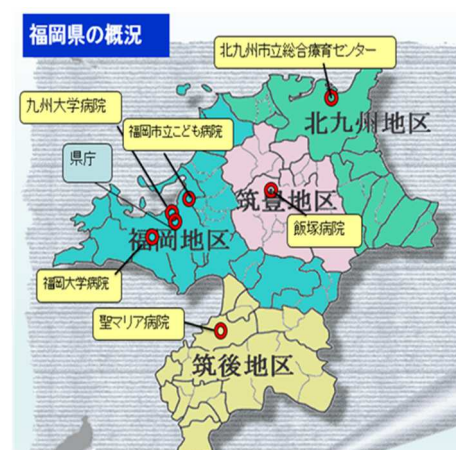 福岡県の概況
北九州市立総合療育センター
九州大学病院
福岡市立こども病院
北九州地区
県庁
筑豊地区
福岡地区
飯塚病院
福岡大学病院
聖マリア病院
筑後地区